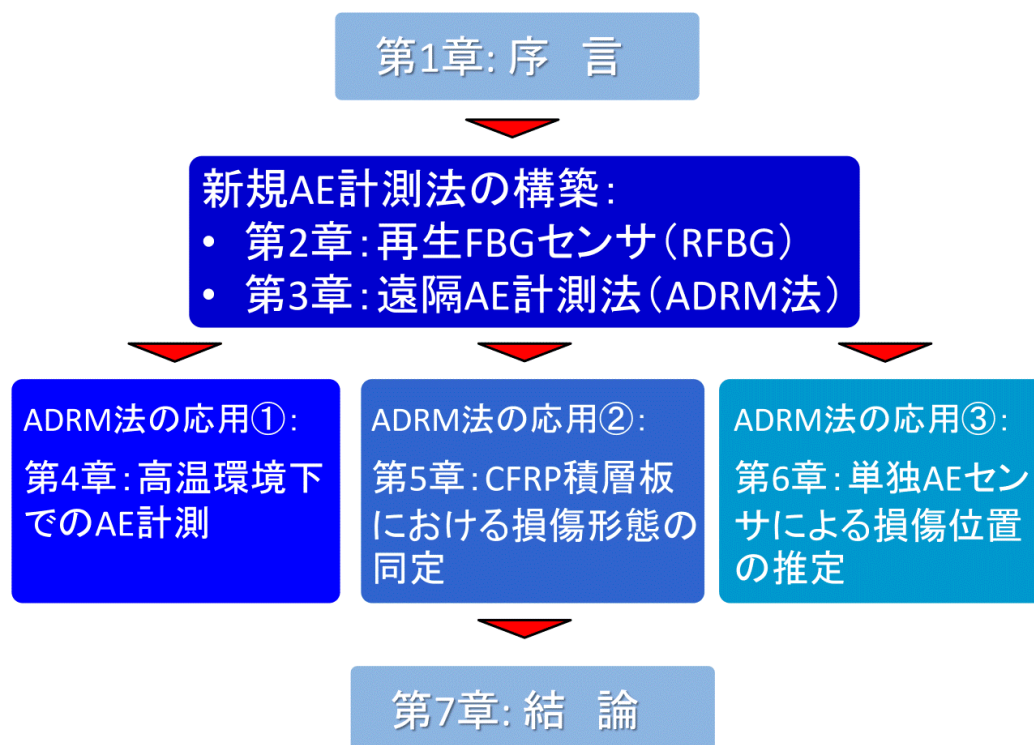 第1章: 序　言
新規AE計測法の構築：
• 第2章：再生FBGセンサ（RFBG）
• 第3章：遠隔AE計測法（ADRM法）
ADRM法の応用①：
第4章：高温環境下
でのAE計測
ADRM法の応用②：
第5章：CFRP積層板
における損傷形態の
同定
ADRM法の応用③：
第6章：単独AEセン
サによる損傷位置
の推定
第7章: 結　論